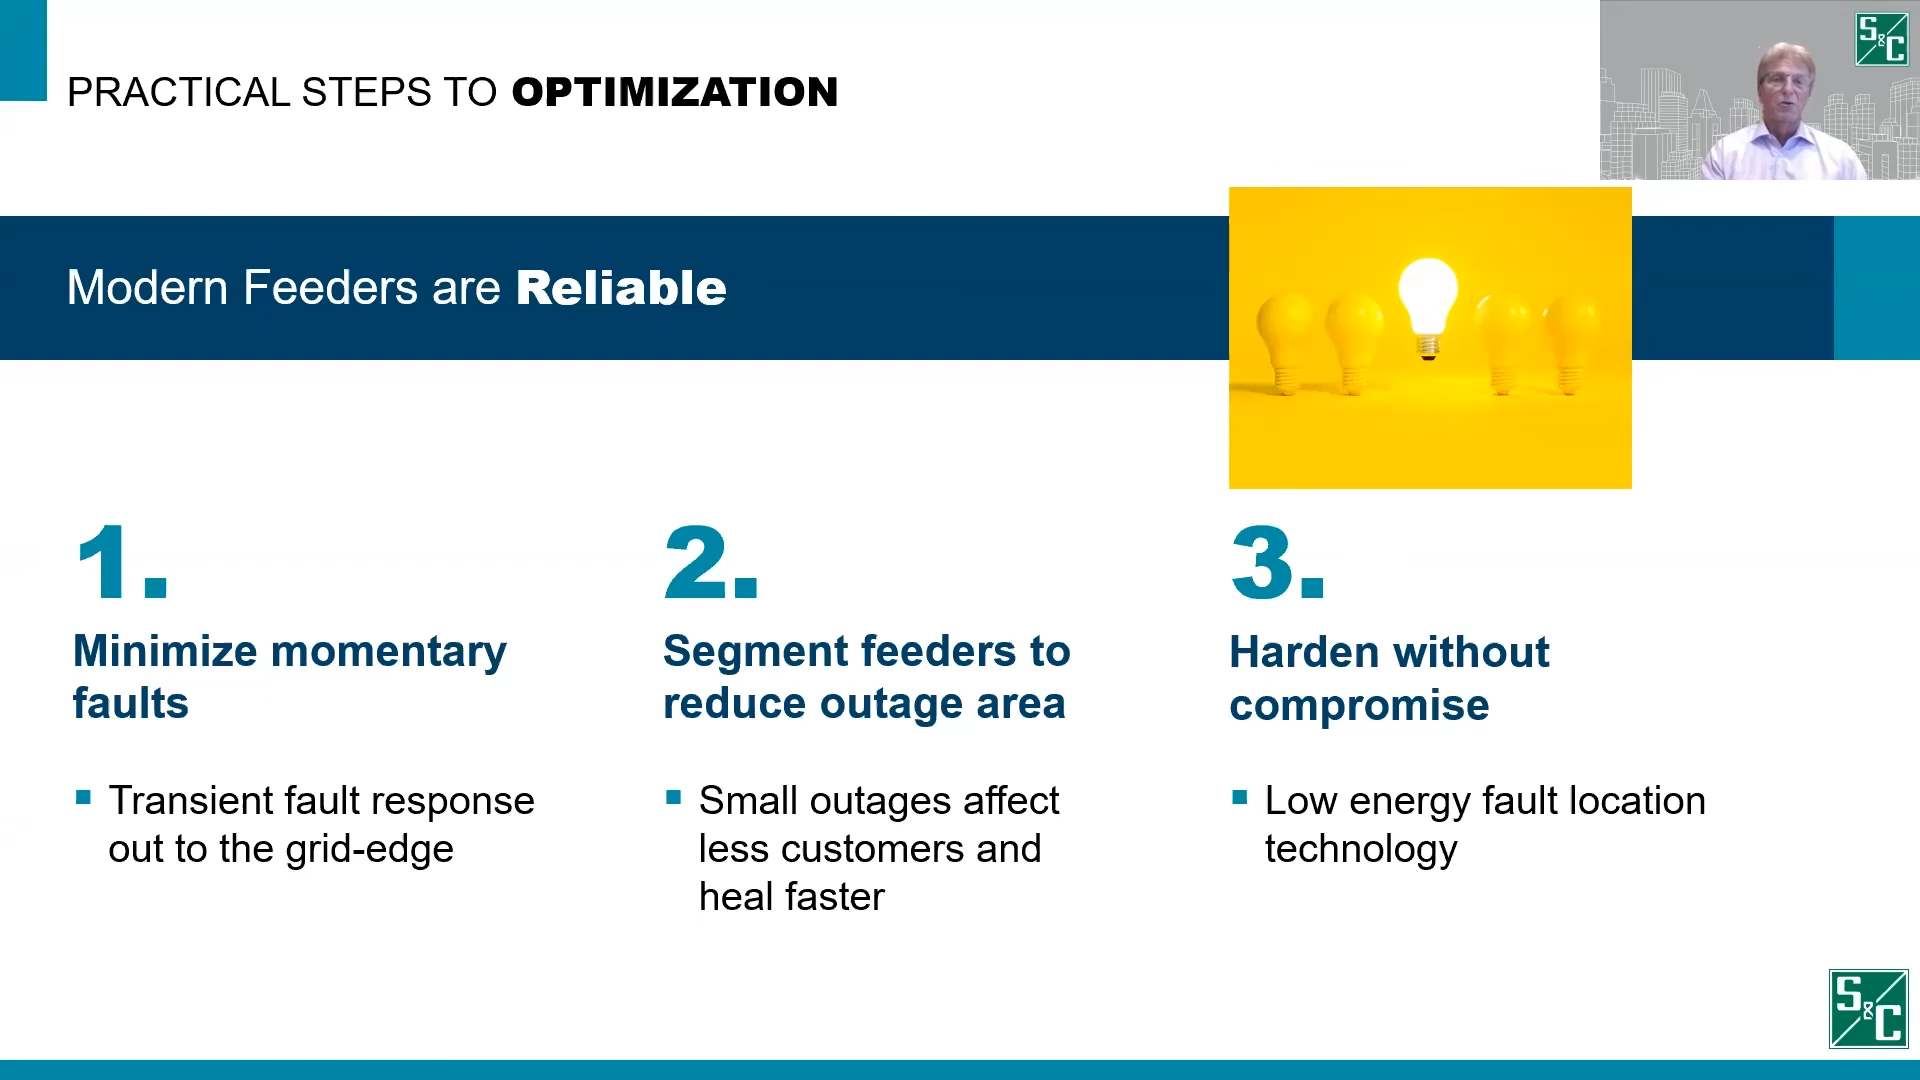 PRACTICAL STEPS TO OPTIMIZATION
S&C
Modern Feeders are Reliable
1.
Minimize momentary
faults
▪ Transient fault response
out to the grid-edge
2.
Segment feeders to
reduce outage area
▪ Small outages affect
less customers and
heal faster
3.
Harden without
compromise
▪ Low energy fault location
technology
S&C